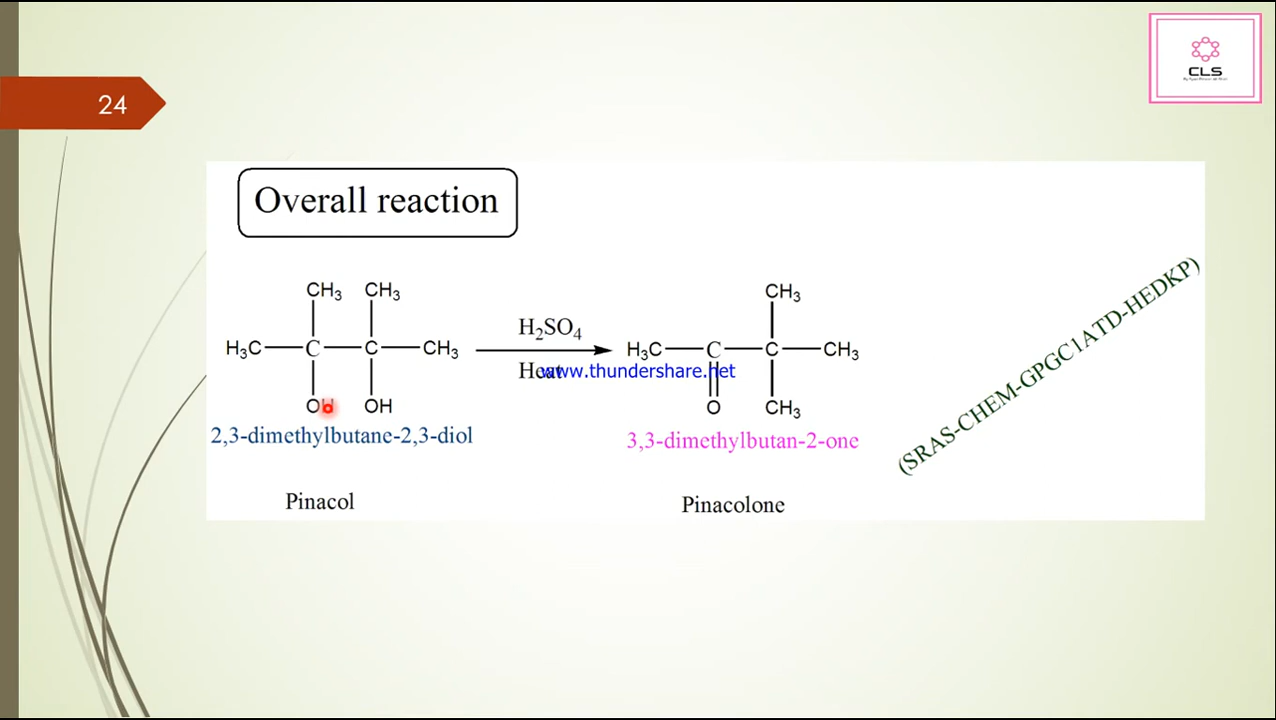 24
CLS
Overall reaction
CH3 CH3
H3C C C CH3
OH OH
2,3-dimethylbutane-2,3-diol
Pinacol
H2SO4
Heat
www.thundershare.net
CH3
H3C C C CH3
O CH3
3,3-dimethylbutan-2-one
Pinacolone
(SRAS-CHEM-GPGC1ATD-HEDKP)